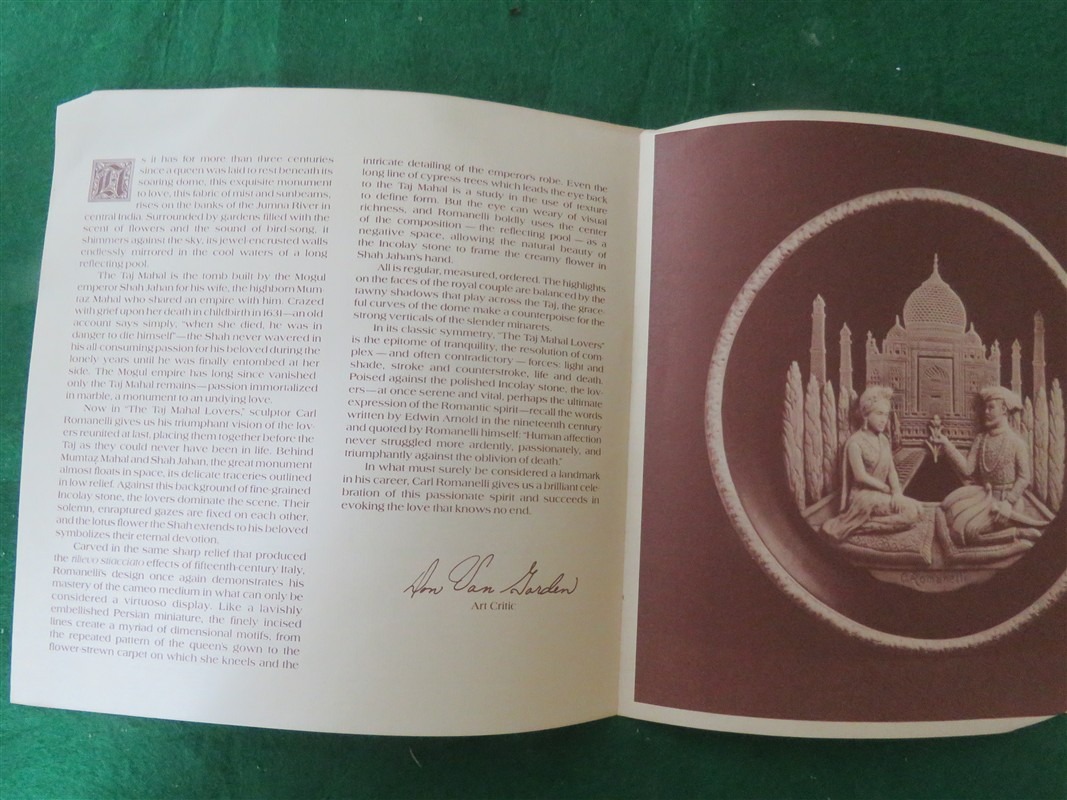 s it has for more than three centuries
since a queen was laid to rest beneath its
soaring dome, this exquisite monument
to love, this fabric of mist and sunbeams,
rises on the banks of the Jumna River in
central India. Surrounded by gardens filled with the
scent of flowers and the sound of bird-song, it
shimmers against the sky, its jewel-encrusted walls
endlessly mirrored in the cool waters of a long
reflecting pool.
The Taj Mahal is the tomb built by the Mogul
emperor Shah Jahan for his wife, the highborn Mum-
taz Mahal who shared an empire with him. Crazed
with grief upon her death in childbirth in 1631—an old
account says simply, "when she died, he was in
danger to die himself"—the Shah never wavered in
his all consuming passion for his beloved during the
lonely years until he was finally entombed at her
side. The Mogul empire has long since vanished
only the Taj Mahal remains—passion immortalized
in marble, a monument to an undying love.
Now in "The Taj Mahal Lovers," sculptor Carl
Romanelli gives us his triumphant vision of the lov-
ers reunited at last, placing them together before the
Taj as they could never have been in life. Behind
Mumtaz Mahal and Shah Jahan, the great monument
almost floats in space, its delicate traceries outlined
in low relief. Against this background of fine-grained
Incolay stone, the lovers dominate the scene. Their
solemn, enraptured gazes are fixed on each other,
and the lotus flower the Shah extends to his beloved
symbolizes their eternal devotion.
Carved in the same sharp relief that produced
the rilievo stiacciato effects of fifteenth-century Italy,
Romanelli's design once again demonstrates his
mastery of the cameo medium in what can only be
considered a virtuoso display. Like a lavishly
embellished Persian miniature, the finely incised
lines create a myriad of dimensional motifs, from
the repeated pattern of the queen's gown to the
flower-strewn carpet on which she kneels and the
intricate detailing of the emperor's robe. Even the
long line of cypress trees which leads the eye back
to the Taj Mahal is a study in the use of texture
to define form. But the eye can weary of visual
richness, and Romanelli boldly uses the center
of the composition — the reflecting pool — as a
negative space, allowing the natural beauty of
the Incolay stone to frame the creamy flower in
Shah Jahan's hand.
All is regular, measured, ordered. The highlights
on the faces of the royal couple are balanced by the
tawny shadows that play across the Taj, the grace-
ful curves of the dome make a counterpoise for the
strong verticals of the slender minarets.
In its classic symmetry, "The Taj Mahal Lovers"
is the epitome of tranquility, the resolution of com
plex — and often contradictory — forces: light and
shade, stroke and counterstroke, life and death.
Poised against the polished Incolay stone, the lov-
ers—at once serene and vital, perhaps the ultimate
expression of the Romantic spirit—recall the words
written by Edwin Arnold in the nineteenth century
and quoted by Romanelli himself: "Human affection
never struggled more ardently, passionately, and
triumphantly against the oblivion of death."
In what must surely be considered a landmark
in his career, Carl Romanelli gives us a brilliant cele-
bration of this passionate spirit and succeeds in
evoking the love that knows no end.
Don Van Gorden
Art Critic